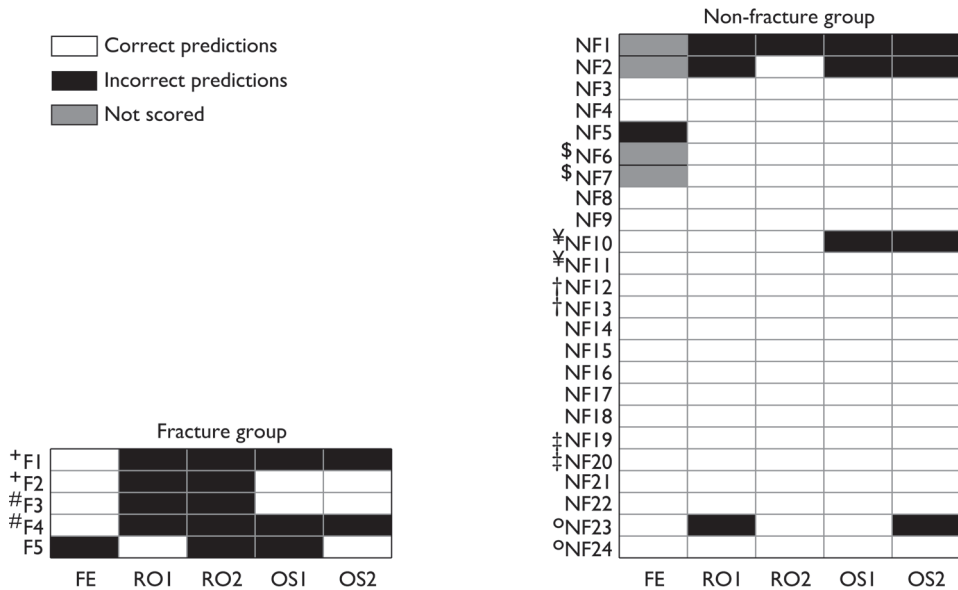 Correct predictions
Incorrect predictions
Not scored
Fracture group
+F1
+F2
#F3
#F4
F5
FE RO1 RO2 OS1 OS2
Non-fracture group
NF1
NF2
NF3
NF4
NF5
$NF6
$NF7
NF8
NF9
¥NF10
¥NF11
†NF12
†NF13
NF14
NF15
NF16
NF17
NF18
‡NF19
‡NF20
NF21
NF22
oNF23
oNF24
FE RO1 RO2 OS1 OS2